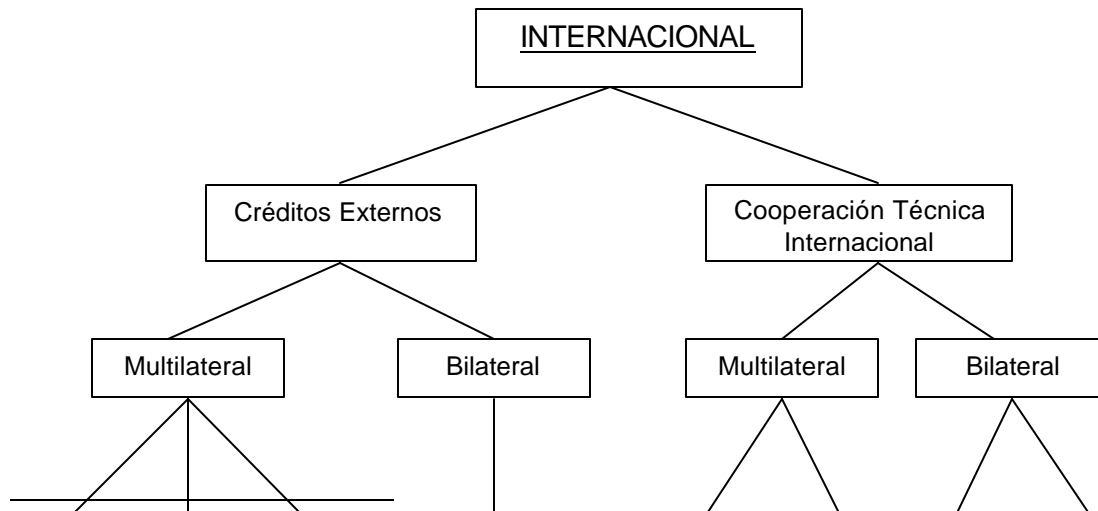 INTERNACIONAL
Créditos Externos
Cooperación Técnica
Internacional
Multilateral
Bilateral
Multilateral
Bilateral